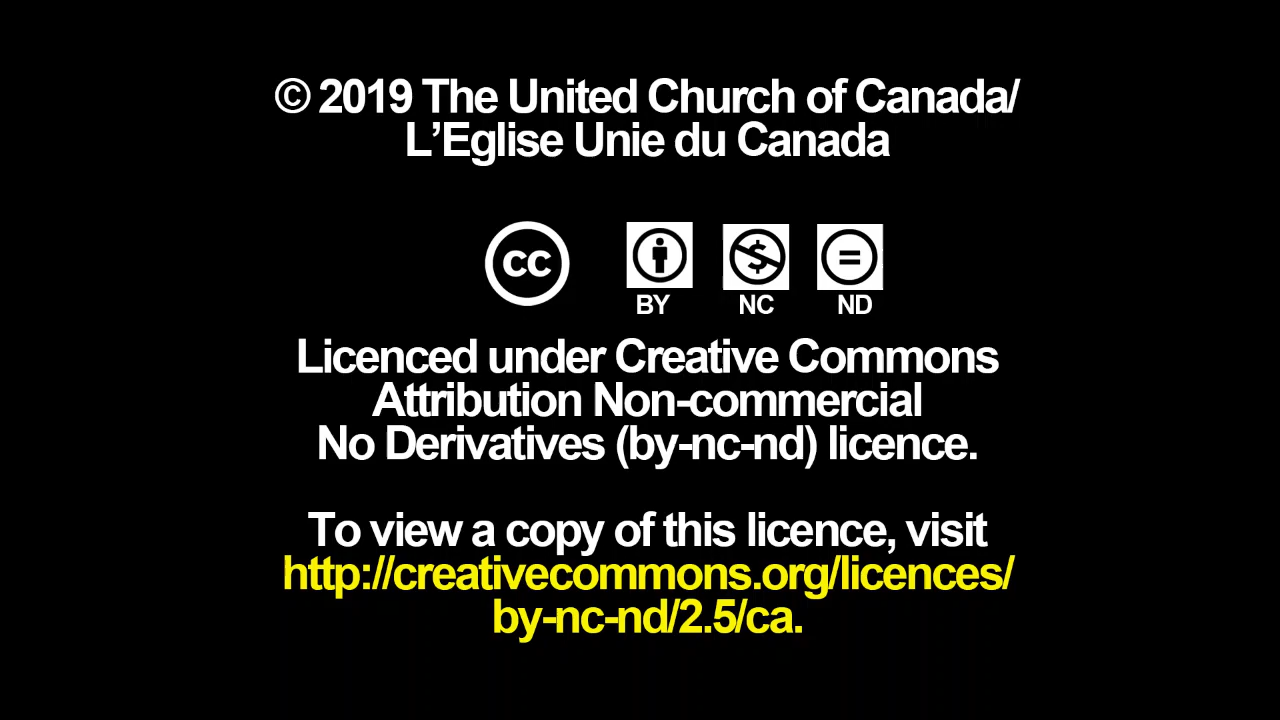 © 2019 The United Church of Canada/
L’Eglise Unie du Canada
cc
BY NC ND
Licenced under Creative Commons
Attribution Non-commercial
No Derivatives (by-nc-nd) licence.
To view a copy of this licence, visit
http://creativecommons.org/licences/
by-nc-nd/2.5/ca.